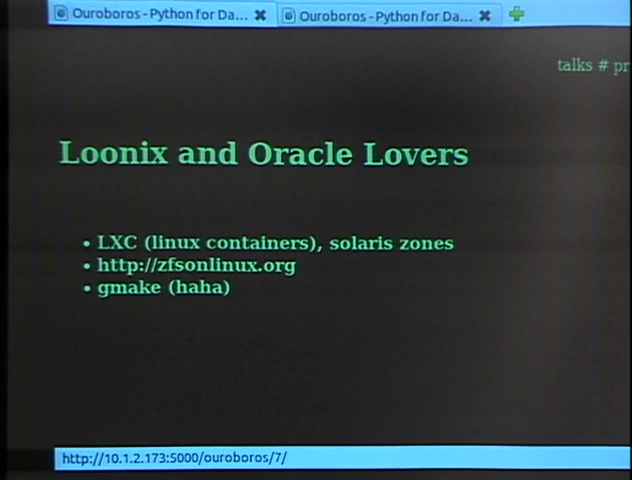 Ouroboros - Python for Da... Ouroboros - Python for Da...
talks # pr
Loonix and Oracle Lovers
• LXC (linux containers), solaris zones
• http://zfsonlinux.org
• gmake (haha)
http://10.1.2.173:5000/ouroboros/7/